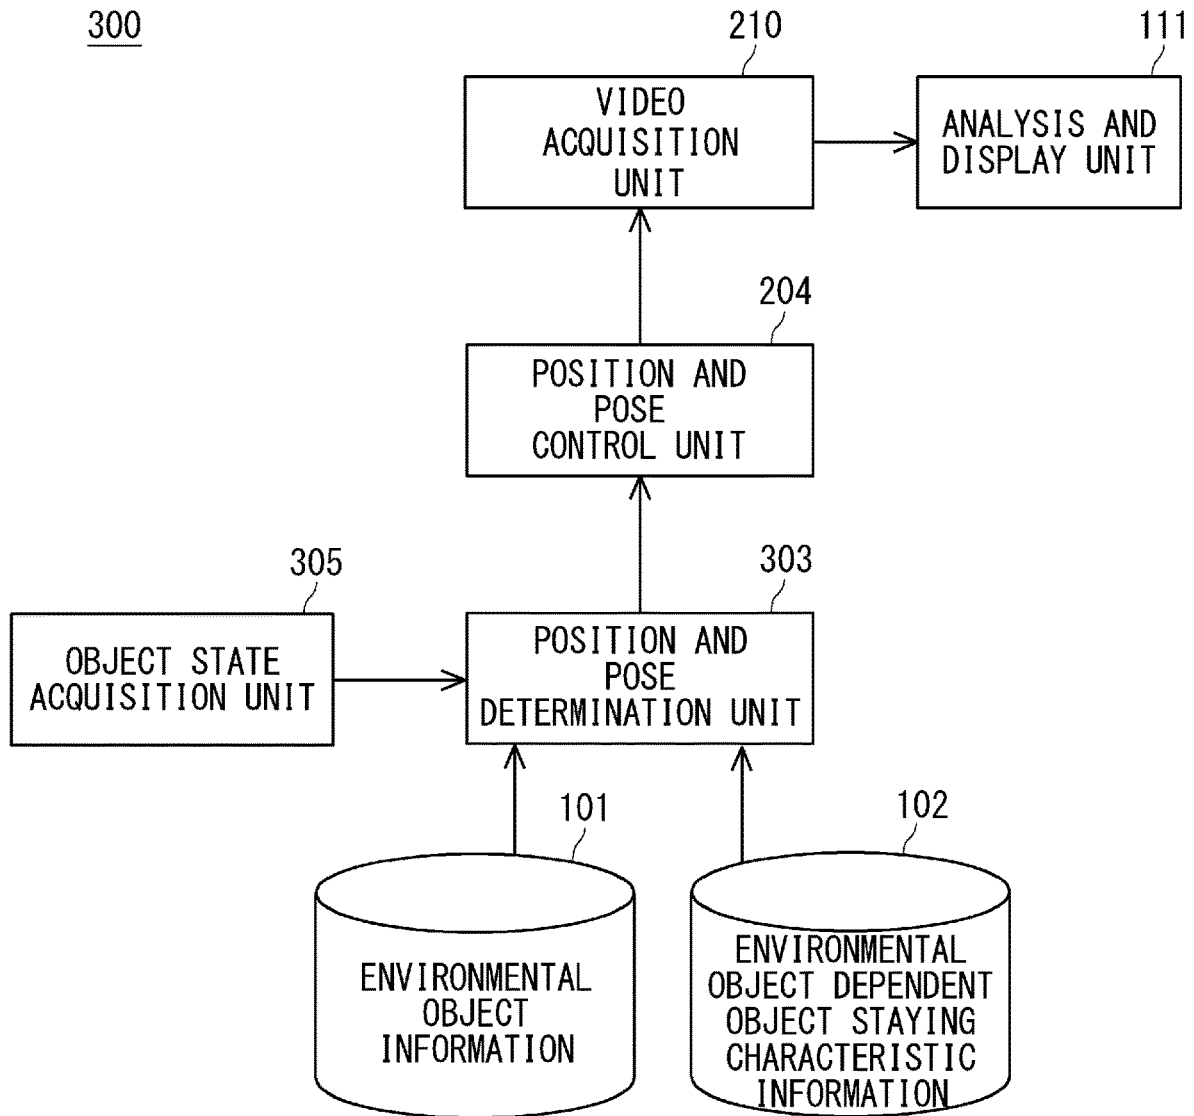 300
210
111
VIDEO
ACQUISITION
UNIT
ANALYSIS AND
DISPLAY UNIT
204
POSITION AND
POSE
CONTROL UNIT
305
303
OBJECT STATE
ACQUISITION UNIT
POSITION AND
POSE
DETERMINATION UNIT
101
102
ENVIRONMENTAL
OBJECT
INFORMATION
ENVIRONMENTAL
OBJECT DEPENDENT
OBJECT STAYING
CHARACTERISTIC
INFORMATION